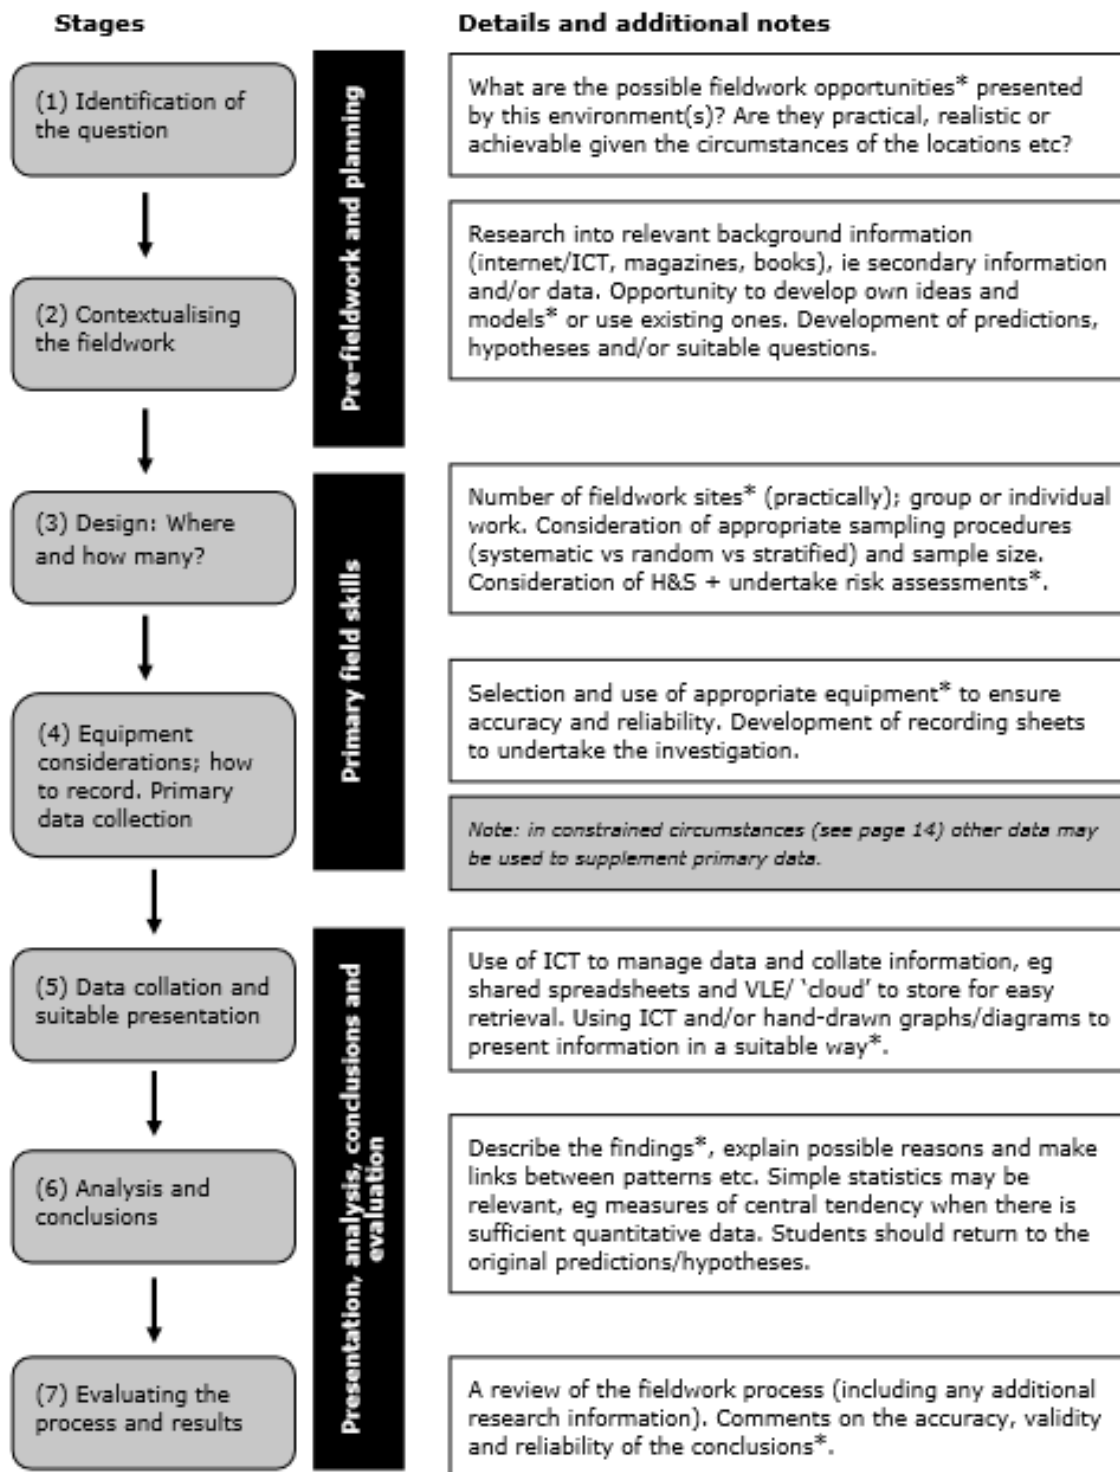 Stages
Details and additional notes
(1) Identification of
the question
Pre-fieldwork and planning
What are the possible fieldwork opportunities* presented
by this environment(s)? Are they practical, realistic or
achievable given the circumstances of the locations etc?
(2) Contextualising
the fieldwork
Research into relevant background information
(internet/ICT, magazines, books), ie secondary information
and/or data. Opportunity to develop own ideas and
models* or use existing ones. Development of predictions,
hypotheses and/or suitable questions.
(3) Design: Where
and how many?
Primary field skills
Number of fieldwork sites* (practically); group or individual
work. Consideration of appropriate sampling procedures
(systematic vs random vs stratified) and sample size.
Consideration of H&S + undertake risk assessments*.
(4) Equipment
considerations; how
to record. Primary
data collection
Selection and use of appropriate equipment* to ensure
accuracy and reliability. Development of recording sheets
to undertake the investigation.
Note: in constrained circumstances (see page 14) other data may
be used to supplement primary data.
(5) Data collation and
suitable presentation
Presentation, analysis, conclusions and
evaluation
Use of ICT to manage data and collate information, eg
shared spreadsheets and VLE/ ‘cloud’ to store for easy
retrieval. Using ICT and/or hand-drawn graphs/diagrams to
present information in a suitable way*.
(6) Analysis and
conclusions
Describe the findings*, explain possible reasons and make
links between patterns etc. Simple statistics may be
relevant, eg measures of central tendency when there is
sufficient quantitative data. Students should return to the
original predictions/hypotheses.
(7) Evaluating the
process and results
A review of the fieldwork process (including any additional
research information). Comments on the accuracy, validity
and reliability of the conclusions*.